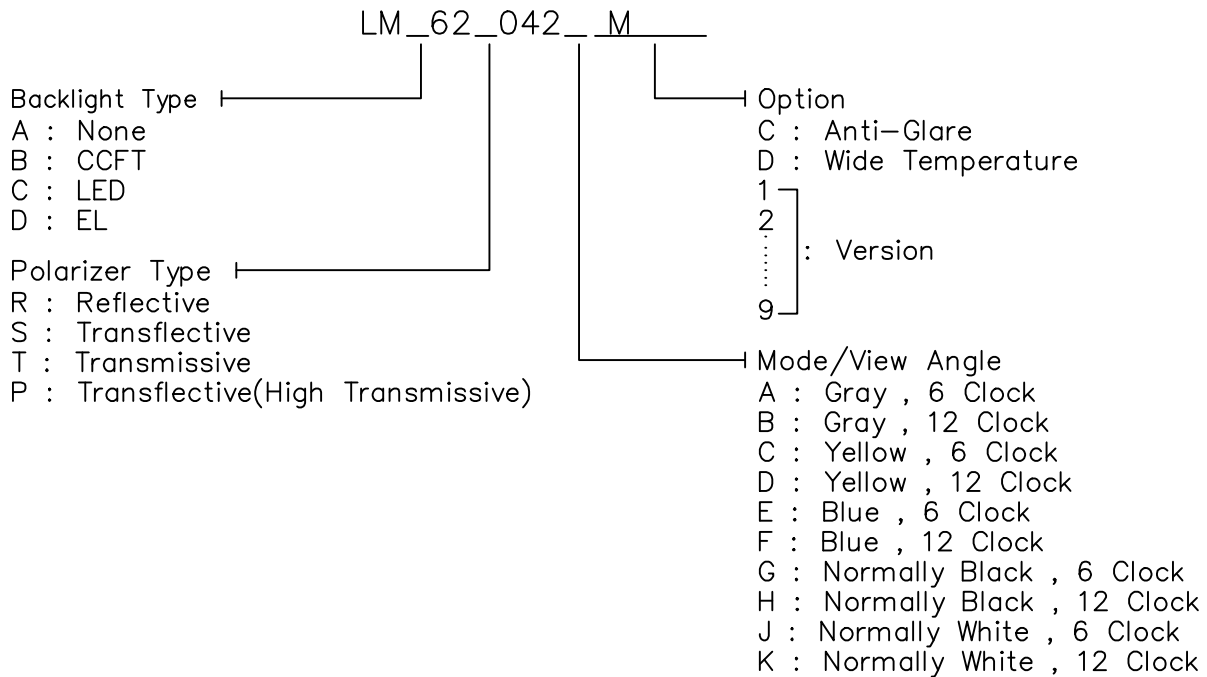 LM_62_042_ M
Backlight Type
A : None
B : CCFT
C : LED
D : EL
Polarizer Type
R : Reflective
S : Transflective
T : Transmissive
P : Transflective(High Transmissive)
Option
C : Anti-Glare
D : Wide Temperature
1
2
: Version
9
Mode/View Angle
A : Gray , 6 Clock
B : Gray , 12 Clock
C : Yellow , 6 Clock
D : Yellow , 12 Clock
E : Blue , 6 Clock
F : Blue , 12 Clock
G : Normally Black , 6 Clock
H : Normally Black , 12 Clock
J : Normally White , 6 Clock
K : Normally White , 12 Clock